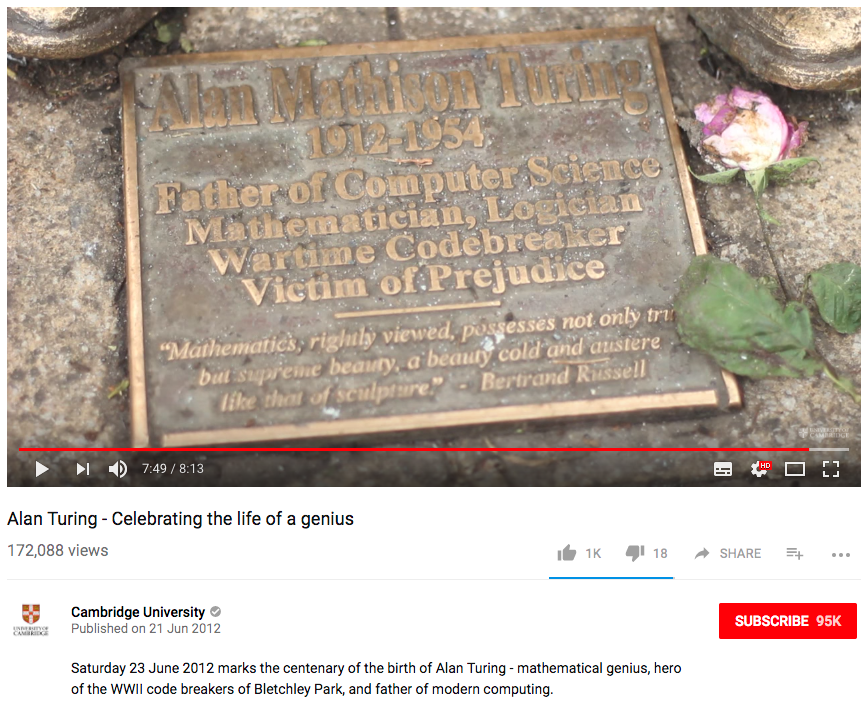 Alan Mathison Turing
1912-1954
Father of Computer Science
Mathematician, Logician
Wartime Codebreaker
Victim of Prejudice
"Mathematics, rightly viewed, possesses not only tru
but supreme beauty, a beauty cold and austere
like that of sculpture." - Bertrand Russell
UNIVERSITY OF
CAMBRIDGE
7:49 / 8:13
HD
Alan Turing - Celebrating the life of a genius
172,088 views
1K 18 SHARE
UNIVERSITY OF
CAMBRIDGE
Cambridge University
Published on 21 Jun 2012
SUBSCRIBE 95K
Saturday 23 June 2012 marks the centenary of the birth of Alan Turing - mathematical genius, hero
of the WWII code breakers of Bletchley Park, and father of modern computing.